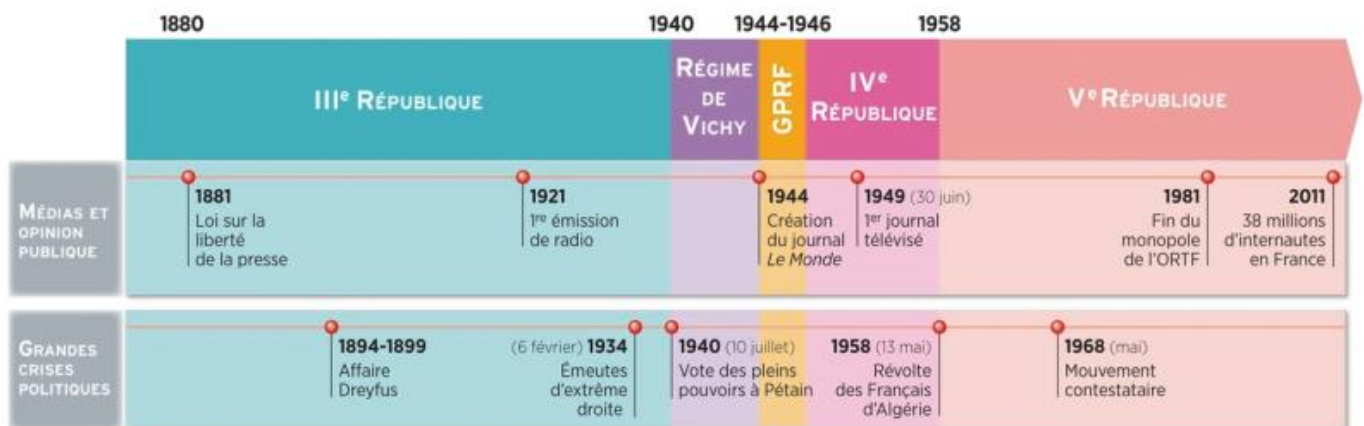 1880
1940
1944-1946
1958
IIIe RÉPUBLIQUE
RÉGIME
DE
VICHY
GPRF
IVe
RÉPUBLIQUE
Ve RÉPUBLIQUE
MÉDIAS ET
OPINION
PUBLIQUE
1881
Loi sur la
liberté
de la presse
1921
1re émission
de radio
1944
Création
du journal
Le Monde
1949 (30 juin)
1er journal
télévisé
1981
Fin du
monopole
de l'ORTF
2011
38 millions
d'internautes
en France
GRANDES
CRISES
POLITIQUES
1894-1899
Affaire
Dreyfus
(6 février) 1934
Émeutes
d'extrême
droite
1940 (10 juillet)
Vote des pleins
pouvoirs à Pétain
1958 (13 mai)
Révolte
des Français
d'Algérie
1968 (mai)
Mouvement
contestataire